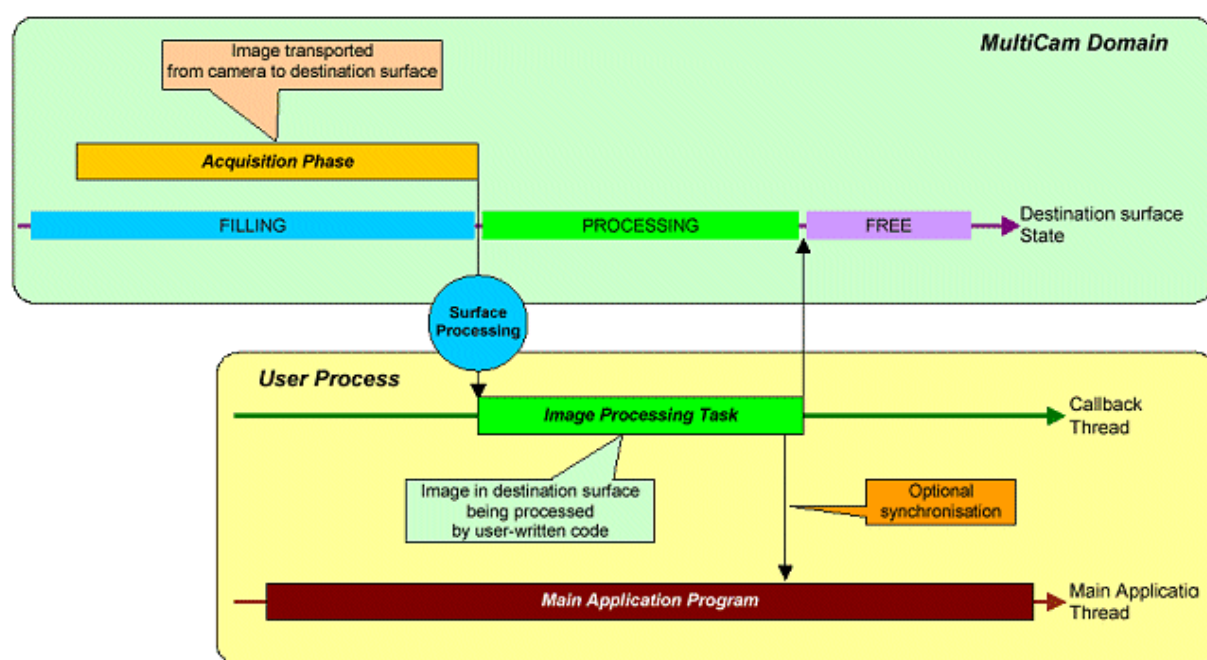 MultiCam Domain
Image transported
from camera to destination surface
Acquisition Phase
FILLING
PROCESSING
FREE
Destination surface
State
Surface
Processing
User Process
Image Processing Task
Callback
Thread
Image in destination surface
being processed
by user-written code
Optional
synchronisation
Main Application Program
Main Applicatio
Thread